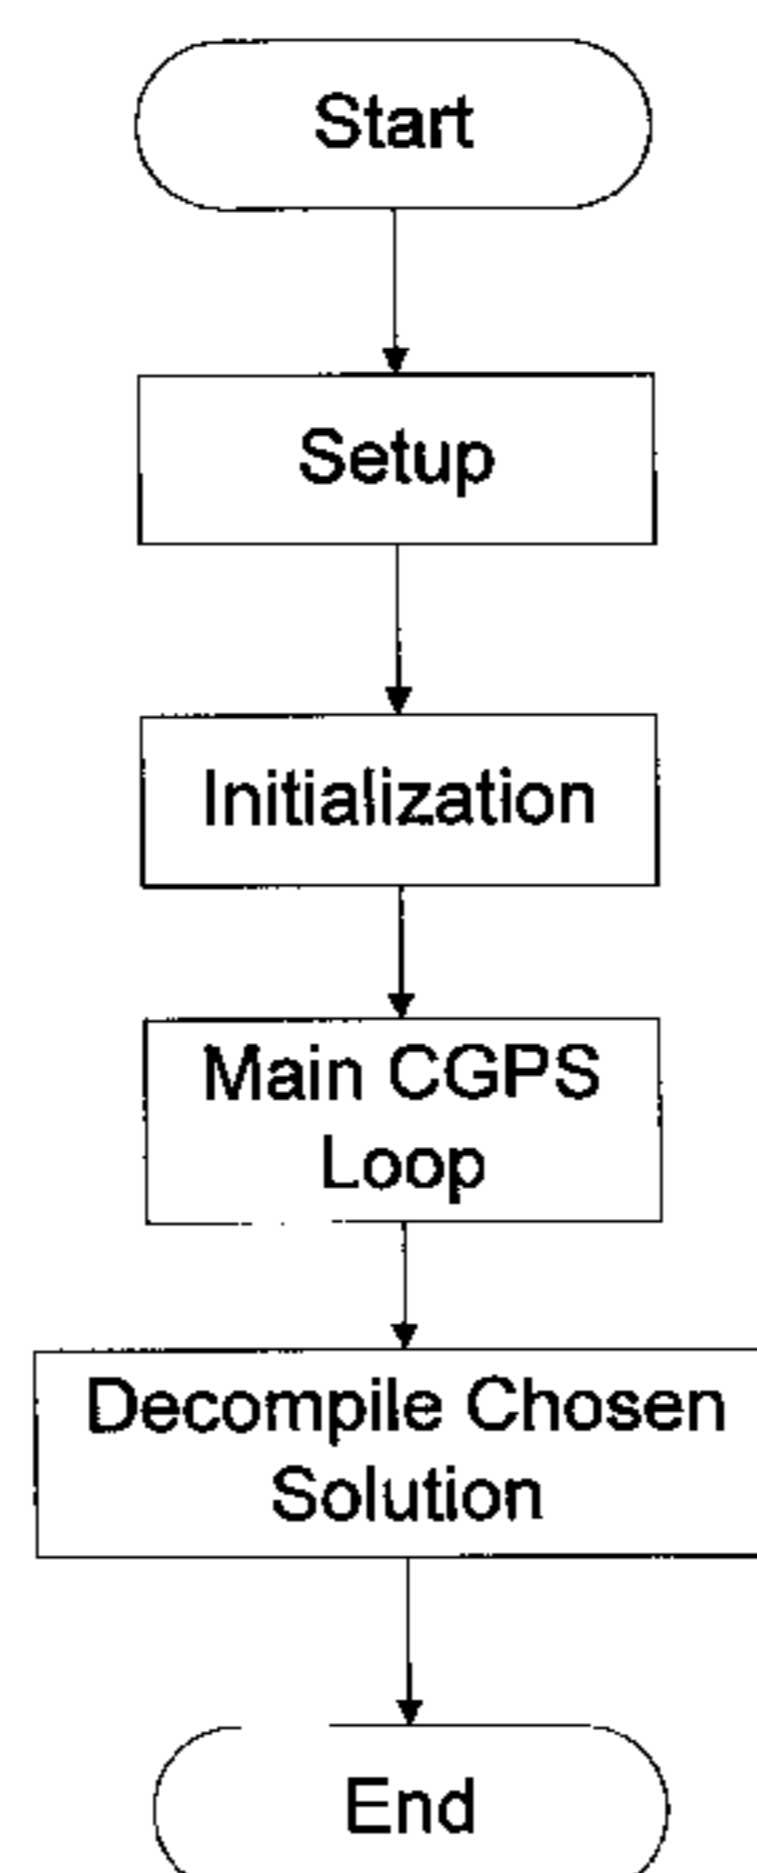 Start
Setup
Initialization
Main CGPS
Loop
Decompile Chosen
Solution
End